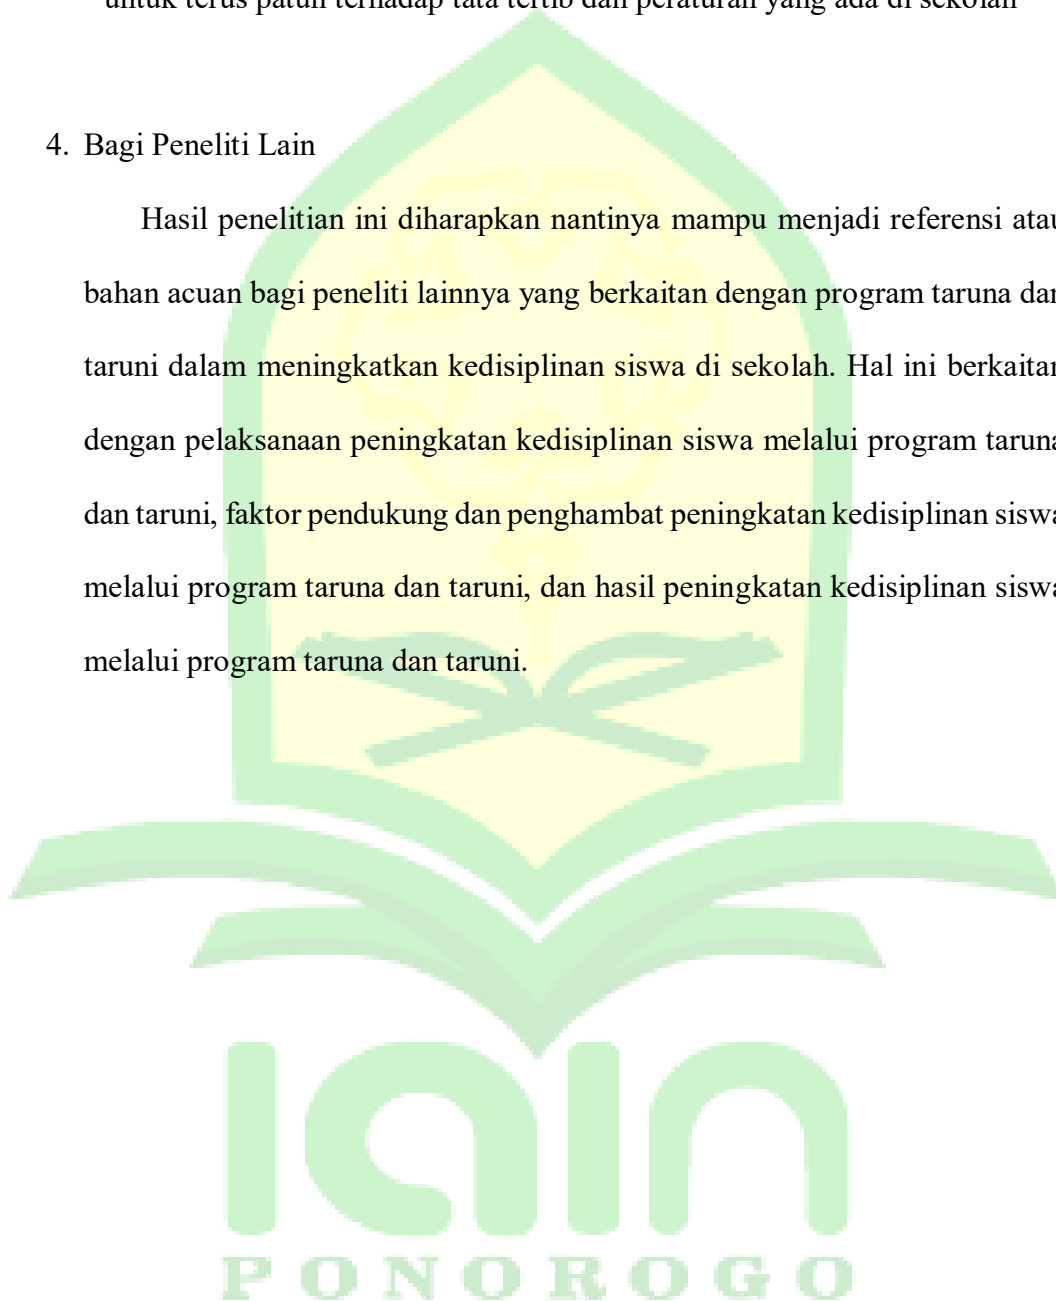 untuk terus patuh terhadap tata tertib dan peraturan yang ada di sekolah
4. Bagi Peneliti Lain
Hasil penelitian ini diharapkan nantinya mampu menjadi referensi atau
bahan acuan bagi peneliti lainnya yang berkaitan dengan program taruna dan
taruni dalam meningkatkan kedisiplinan siswa di sekolah. Hal ini berkaitan
dengan pelaksanaan peningkatan kedisiplinan siswa melalui program taruna
dan taruni, faktor pendukung dan penghambat peningkatan kedisiplinan siswa
melalui program taruna dan taruni, dan hasil peningkatan kedisiplinan siswa
melalui program taruna dan taruni.
IAIN
PONOROGO